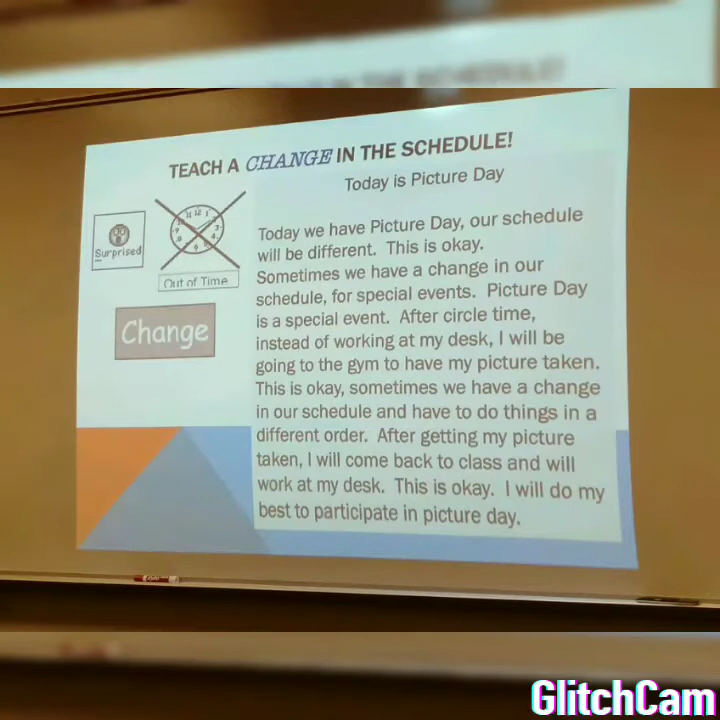 TEACH A CHANGE IN THE SCHEDULE!
Today is Picture Day
Surprised
Out of Time
Change
Today we have Picture Day, our schedule
will be different. This is okay.
Sometimes we have a change in our
schedule, for special events. Picture Day
is a special event. After circle time,
instead of working at my desk, I will be
going to the gym to have my picture taken.
This is okay, sometimes we have a change
in our schedule and have to do things in a
different order. After getting my picture
taken, I will come back to class and will
work at my desk. This is okay. I will do my
best to participate in picture day.
GlitchCam